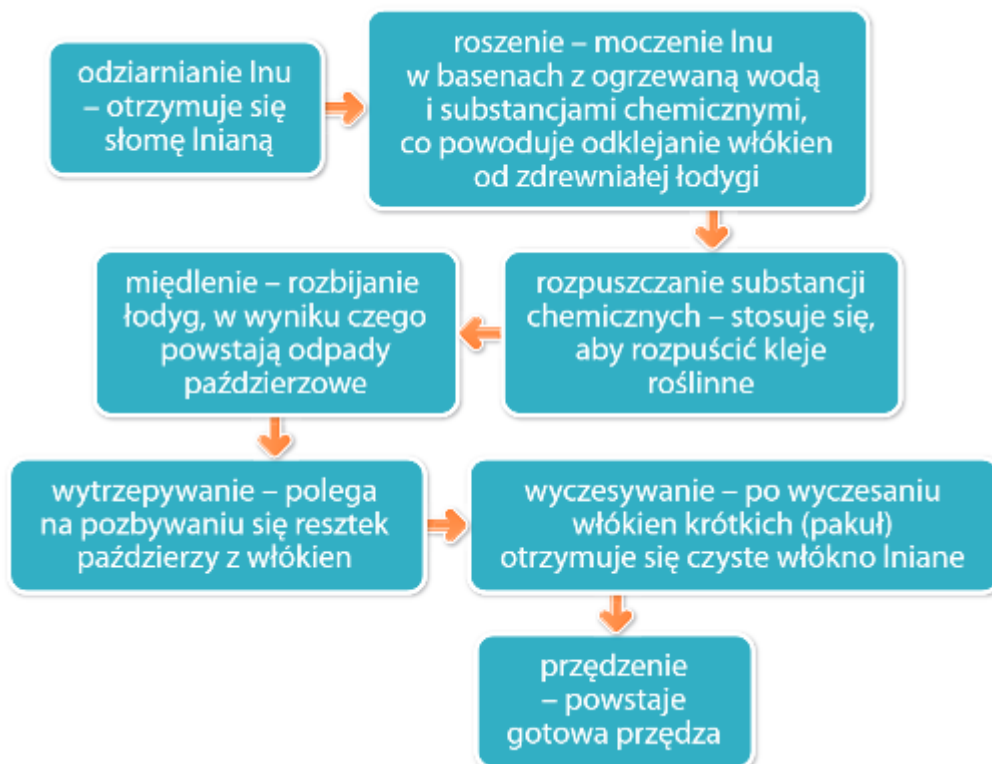 odziarnianie lnu
– otrzymuje się
słomę lnianą
roszenie – moczenie lnu
w basenach z ogrzewaną wodą
i substancjami chemicznymi,
co powoduje odklejanie włókien
od zdrewniałej łodygi
rozpuszczanie substancji
chemicznych – stosuje się,
aby rozpuścić kleje
roślinne
międlenie – rozbijanie
łodyg, w wyniku czego
powstają odpady
paździerzowe
wytrzepywanie – polega
na pozbywaniu się resztek
paździerzy z włókien
wyczesywanie – po wyczesaniu
włókien krótkich (pakuł)
otrzymuje się czyste włókno lniane
przędzenie
– powstaje
gotowa przędza